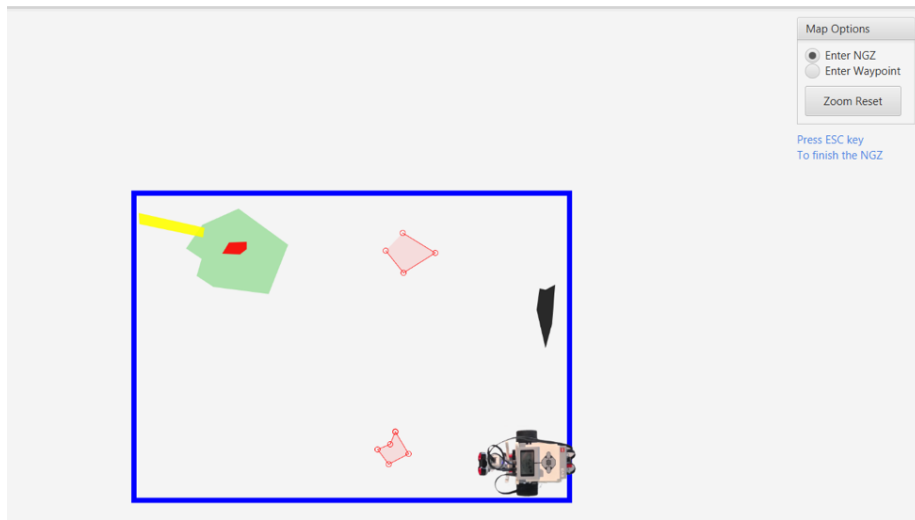 Map Options
Enter NGZ
Enter Waypoint
Zoom Reset
Press ESC key
To finish the NGZ